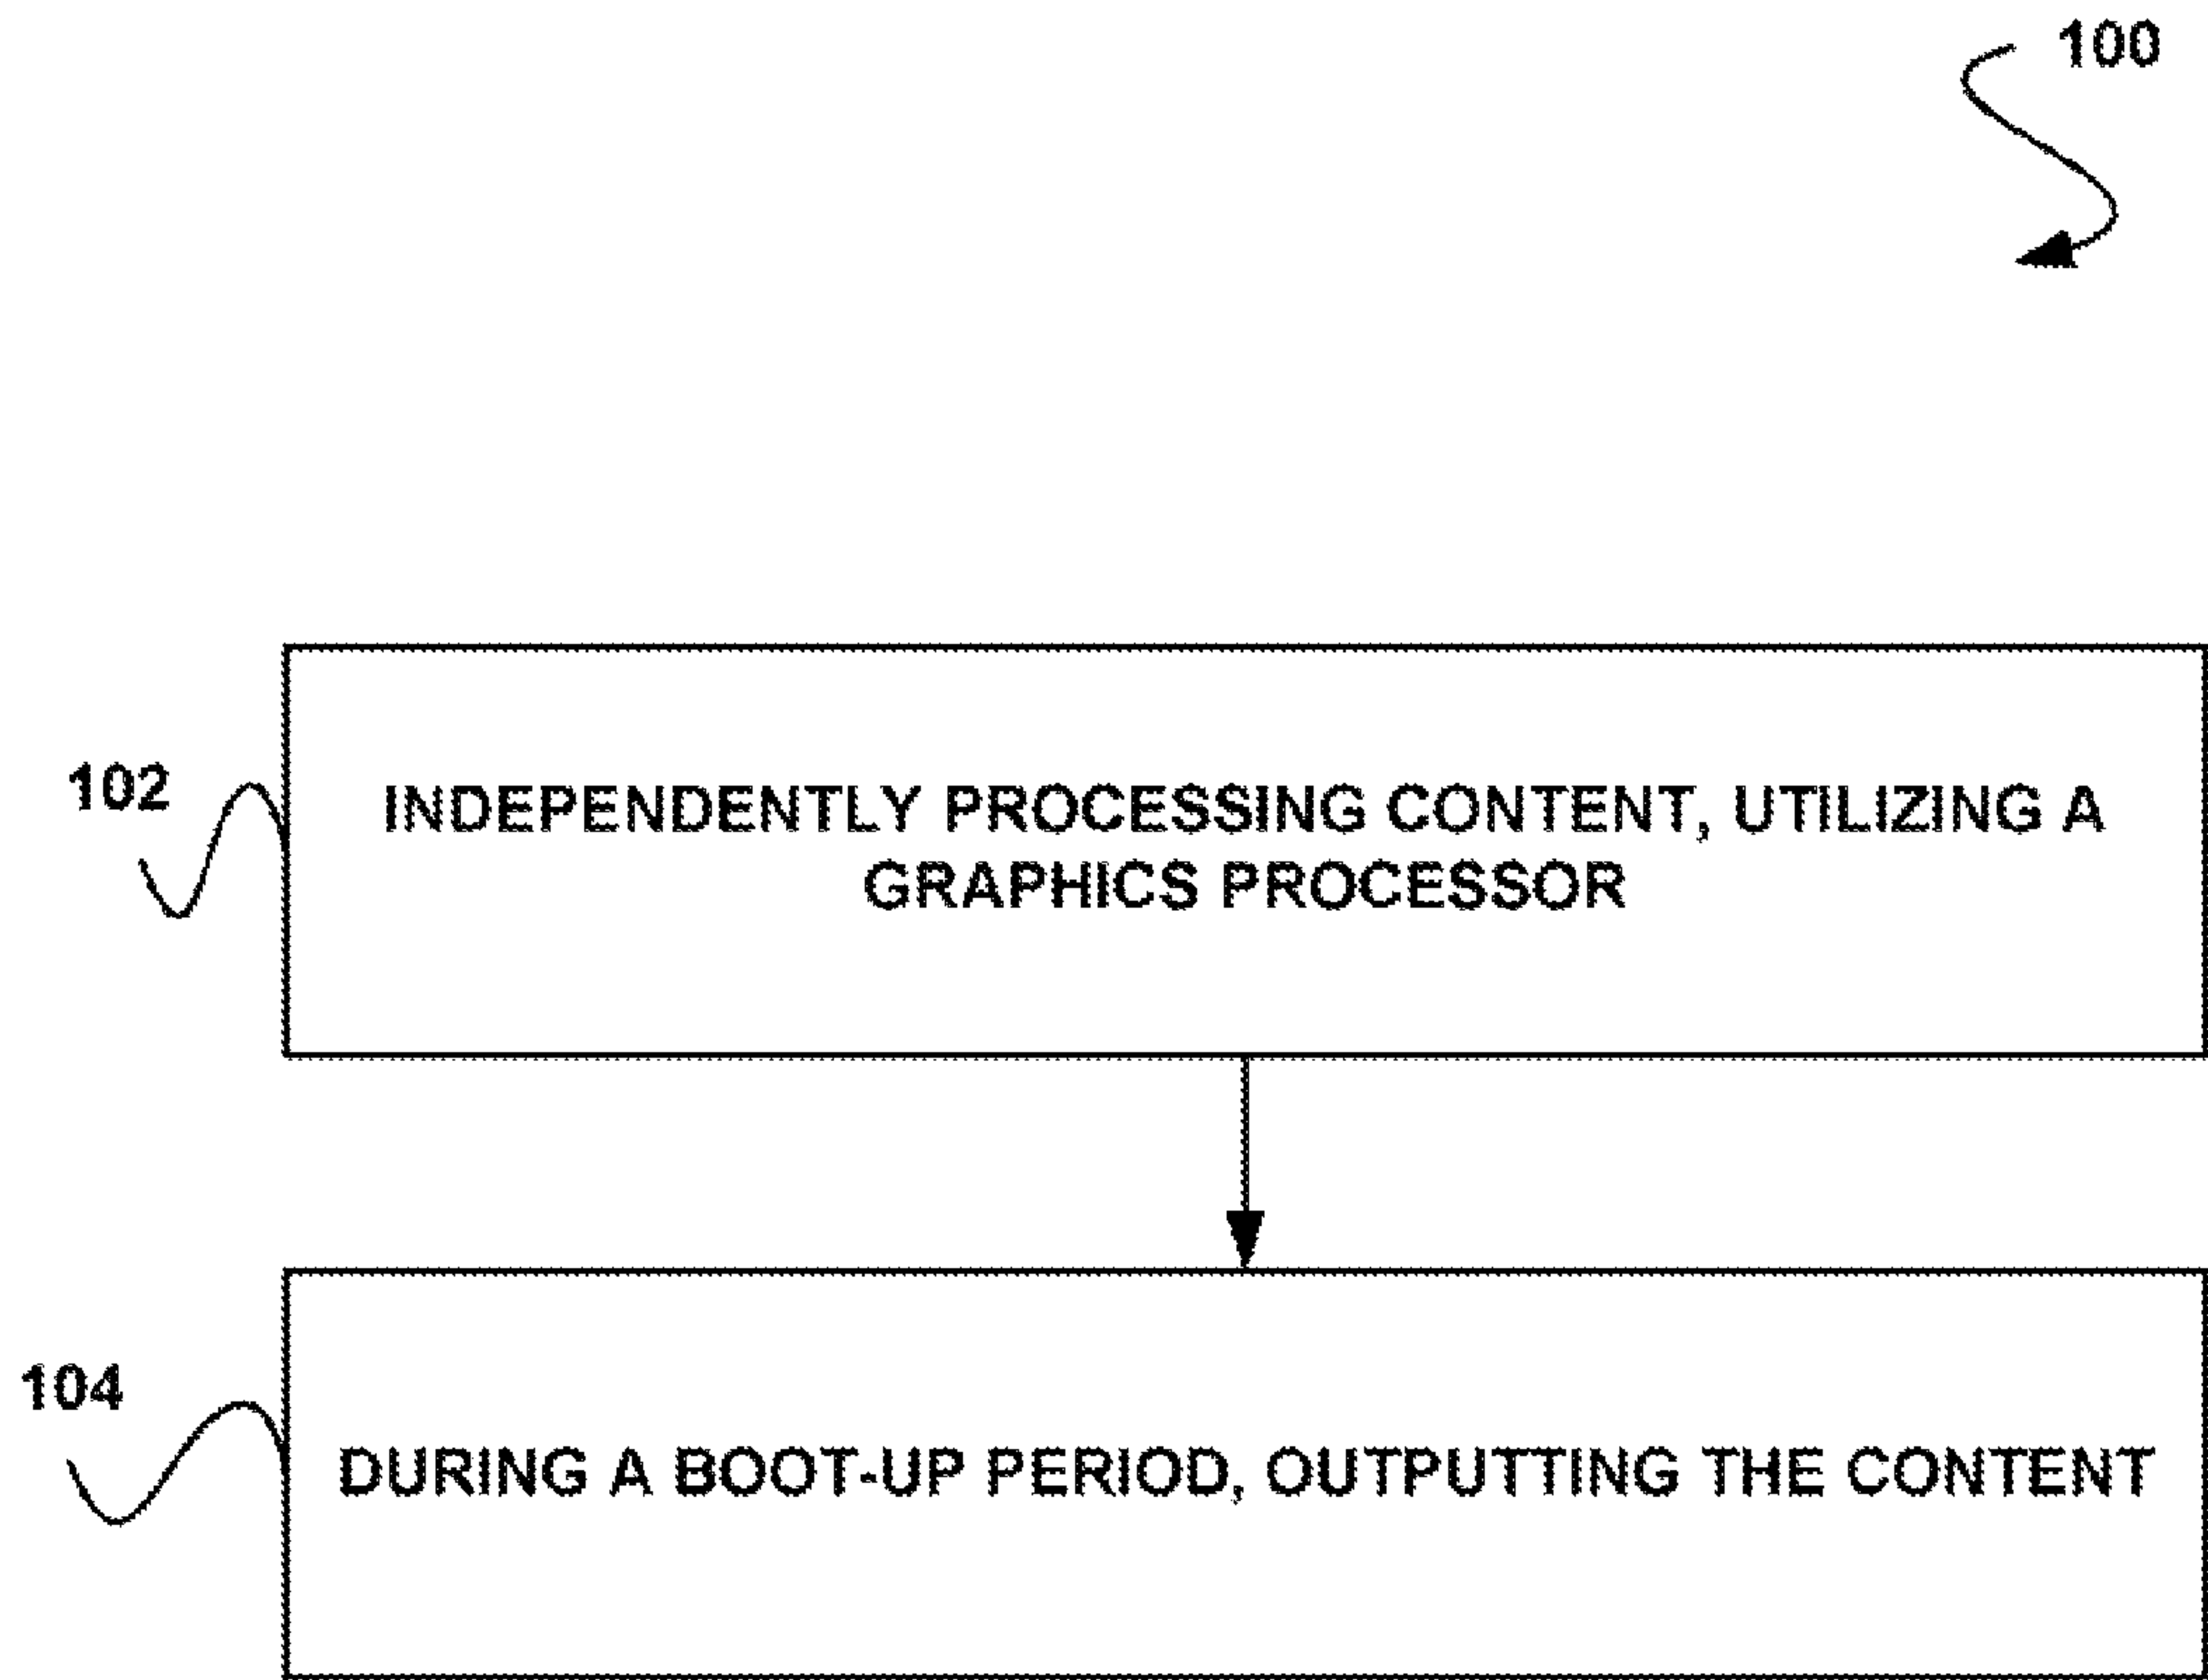 100
102
INDEPENDENTLY PROCESSING CONTENT, UTILIZING A
GRAPHICS PROCESSOR
104
DURING A BOOT-UP PERIOD, OUTPUTTING THE CONTENT